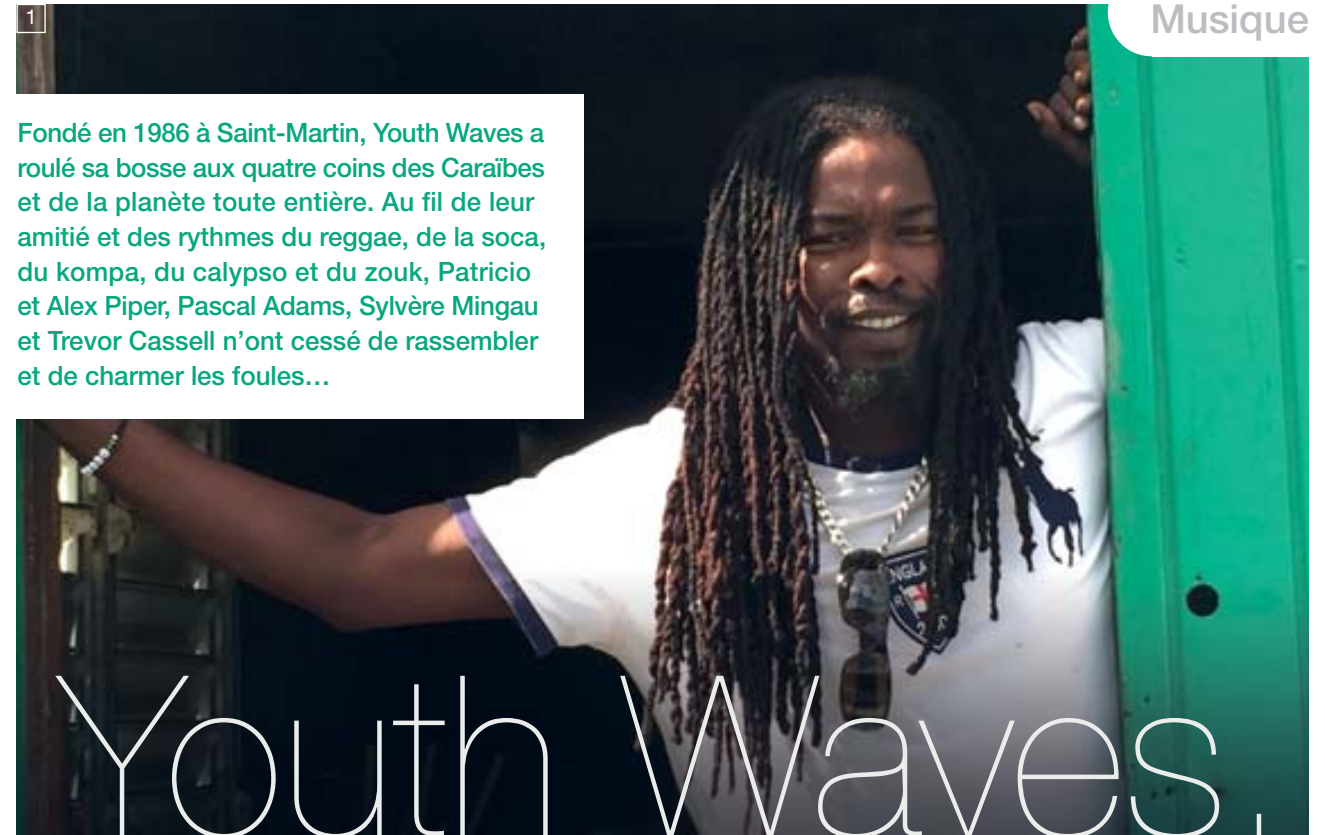 1
Musique
Fondé en 1986 à Saint-Martin, Youth Waves a
roulé sa bosse aux quatre coins des Caraïbes
et de la planète toute entière. Au fil de leur
amitié et des rythmes du reggae, de la soca,
du kompa, du calypso et du zouk, Patricio
et Alex Piper, Pascal Adams, Sylvère Mingau
et Trevor Cassell n’ont cessé de rassembler
et de charmer les foules…
Youth Waves,